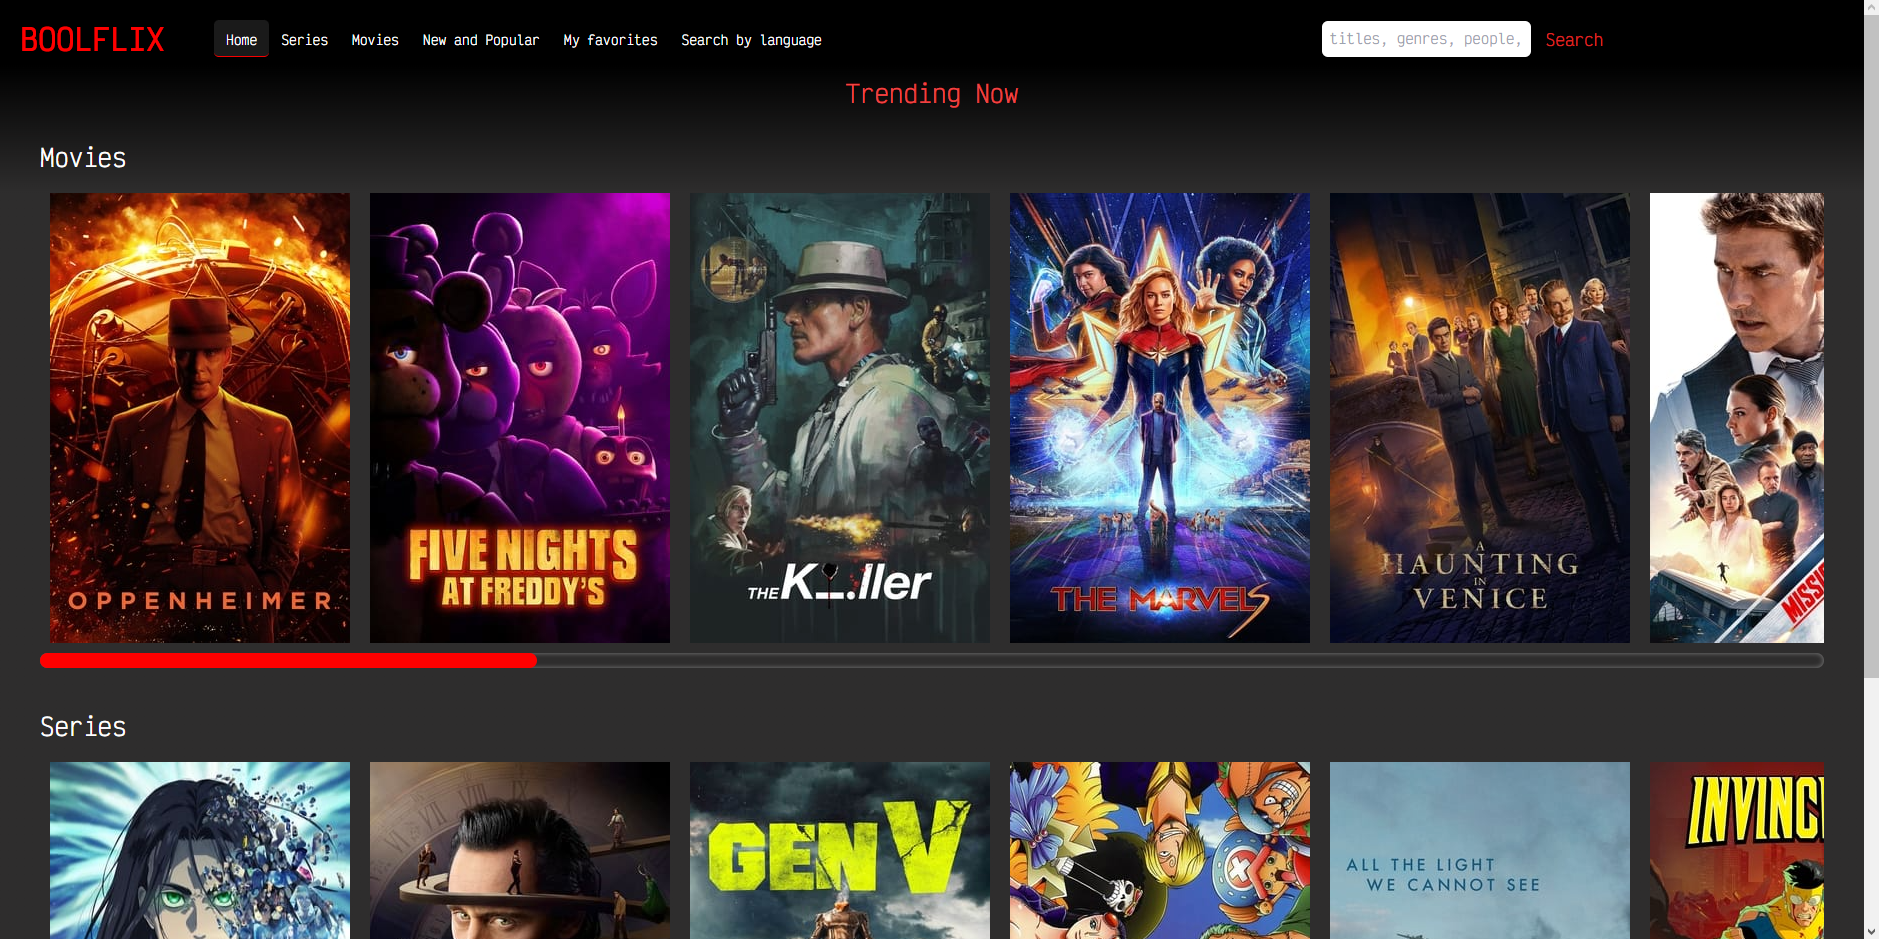 BOOLFLIX
Home
Series
Movies
New and Popular
My favorites
Search by language
titles, genres, people,
Search
Trending Now
Movies
OPPENHEIMER
FIVE NIGHTS
AT FREDDY'S
THE K_.ller
THE MARVELS
A
HAUNTING
IN
VENICE
MISSI
Series
GEN V
ALL THE LIGHT
WE CANNOT SEE
INVINC